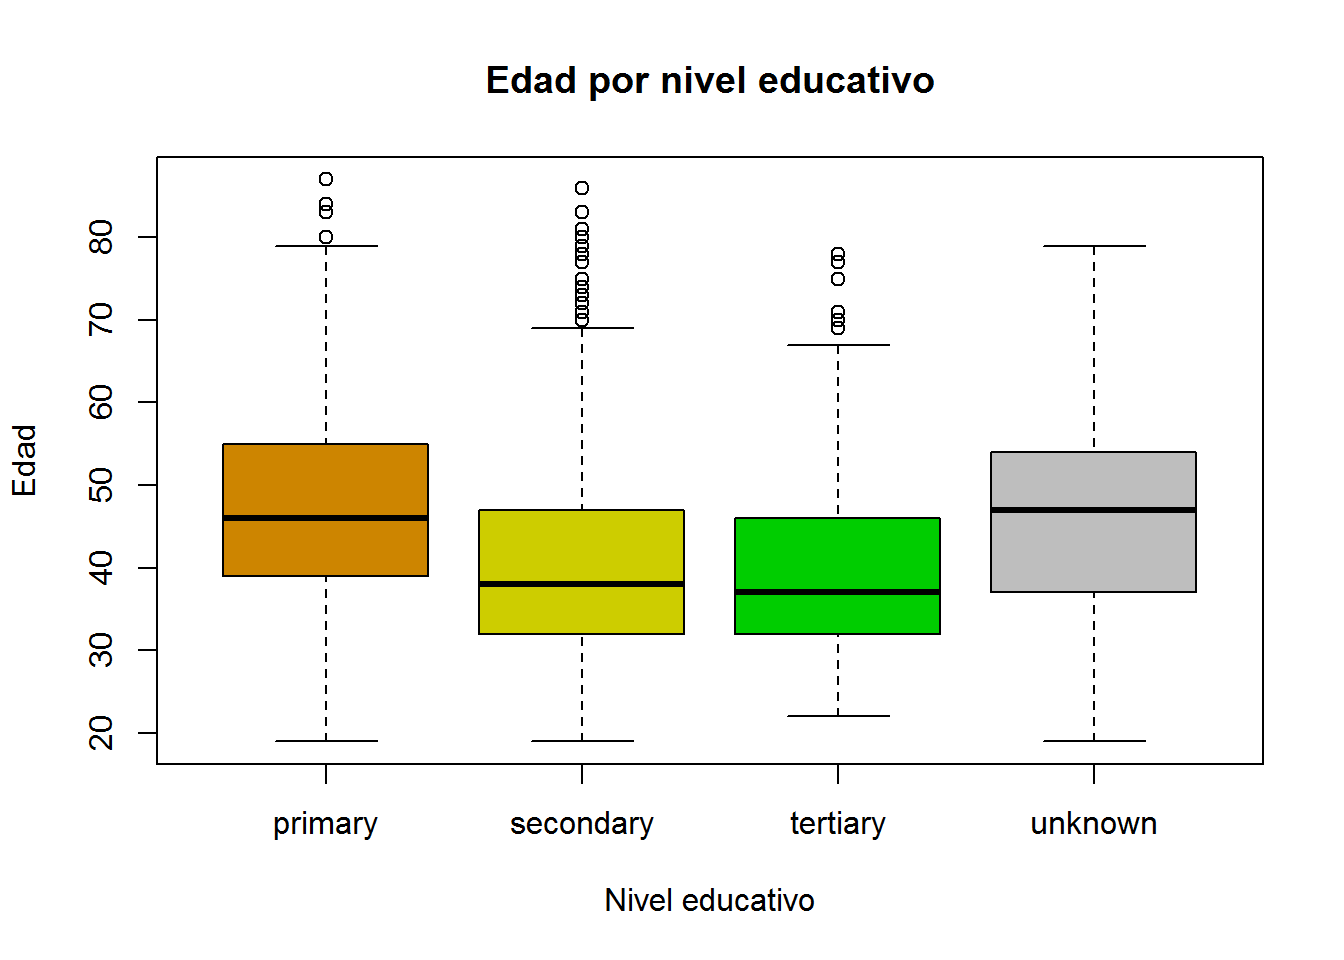 Edad por nivel educativo
Edad
80
70
60
50
40
30
20
primary secondary tertiary unknown
Nivel educativo